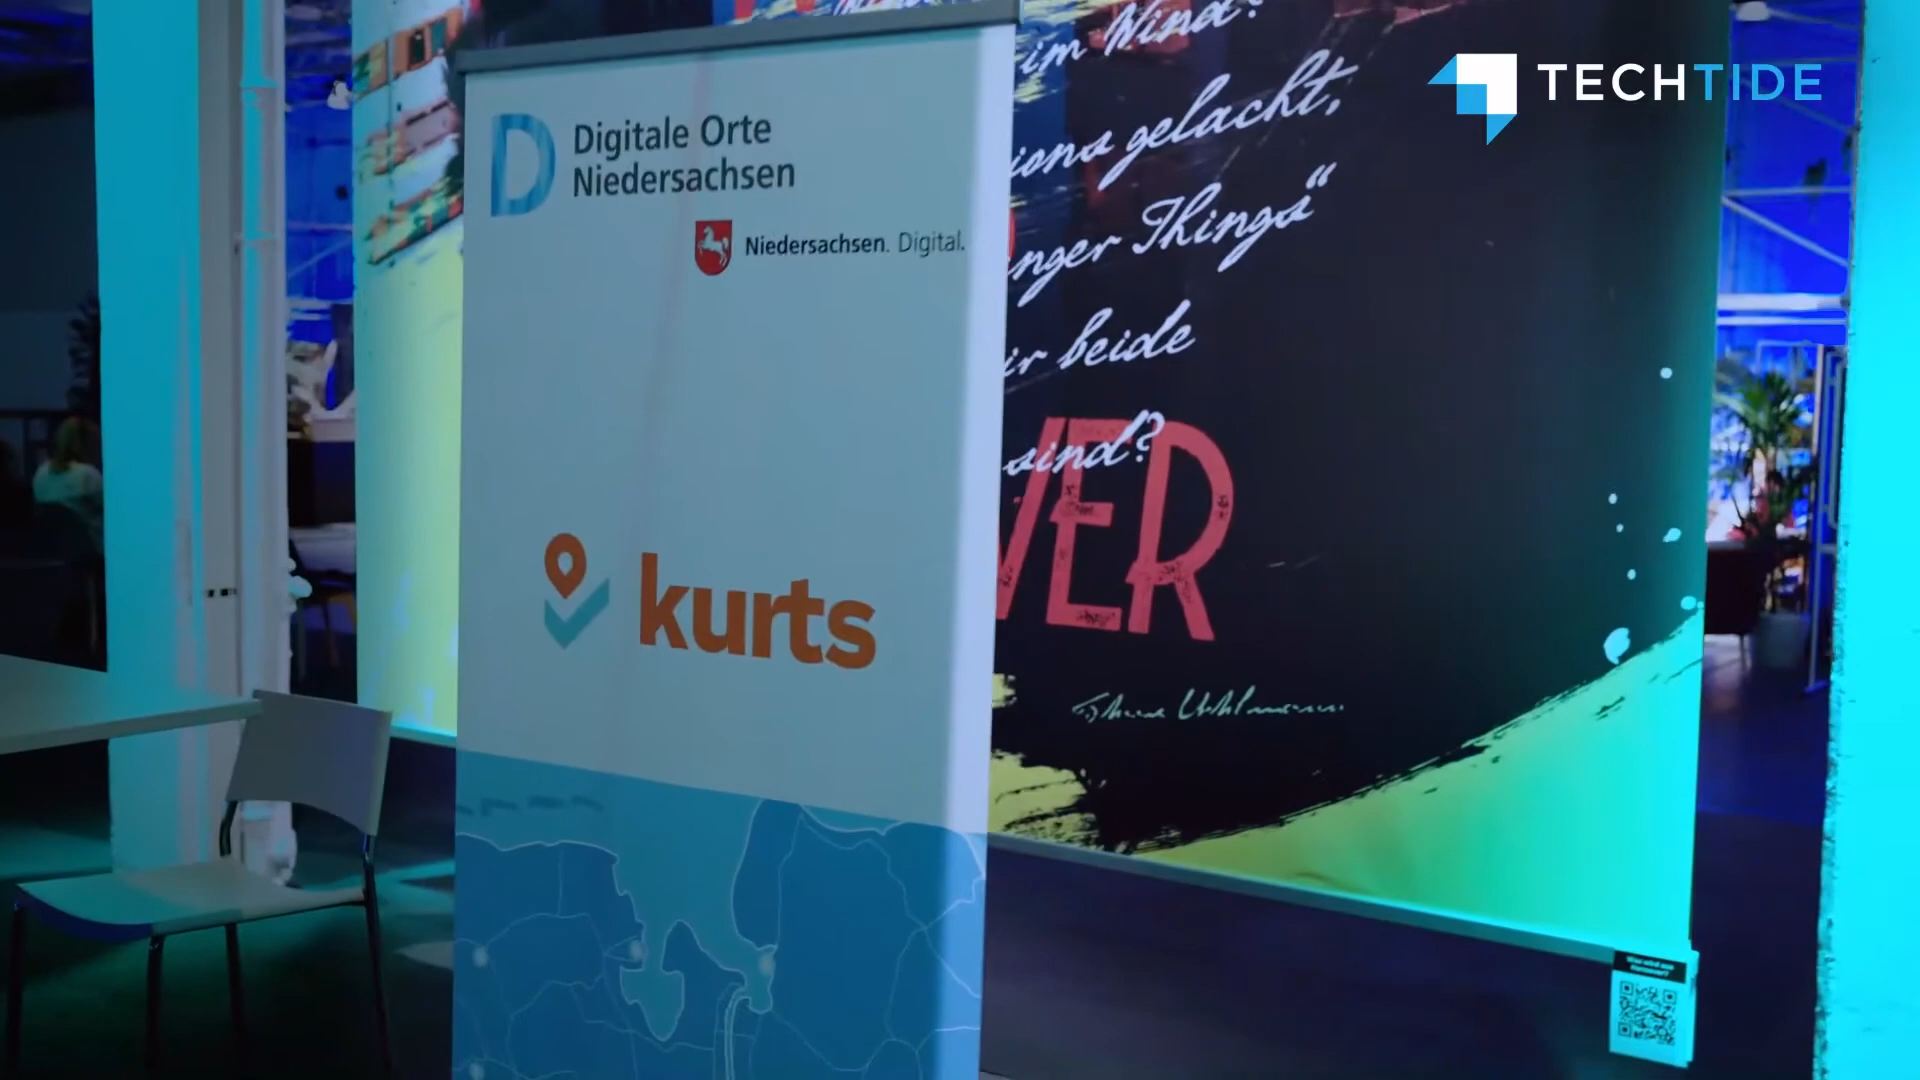 TECHTIDE
Digitale Orte
Niedersachsen
Niedersachsen. Digital.
kurts
im Wind?
gelacht,
Things“
beide
sind?
VER